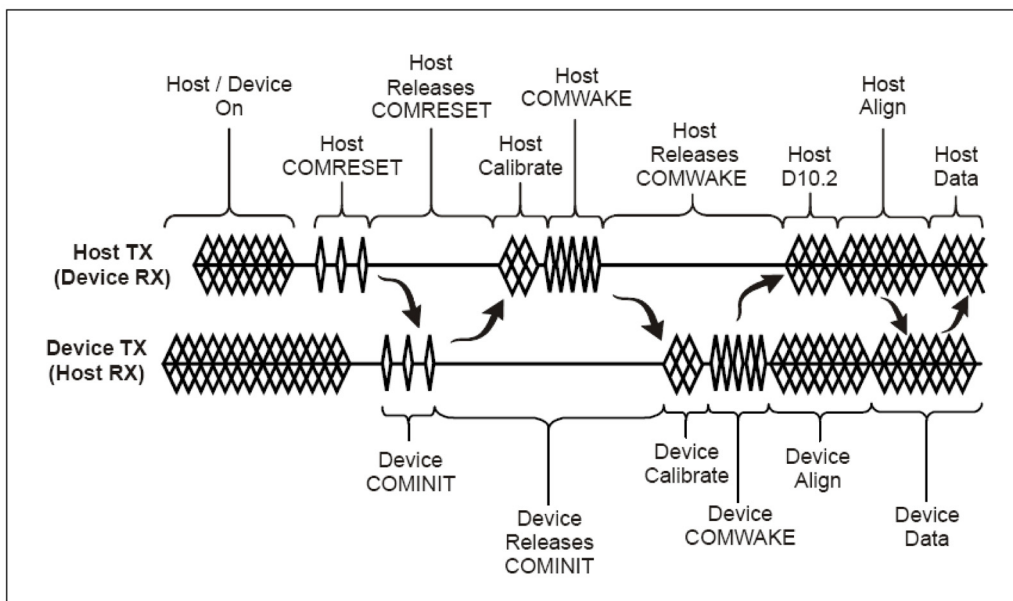 Host / Device
On
Host
COMRESET
Host
Releases
COMRESET
Host
Calibrate
Host
COMWAKE
Host
Releases
COMWAKE
Host
D10.2
Host
Align
Host
Data
Host TX
(Device RX)
Device TX
(Host RX)
Device
COMINIT
Device
Releases
COMINIT
Device
Calibrate
Device
COMWAKE
Device
Align
Device
Data